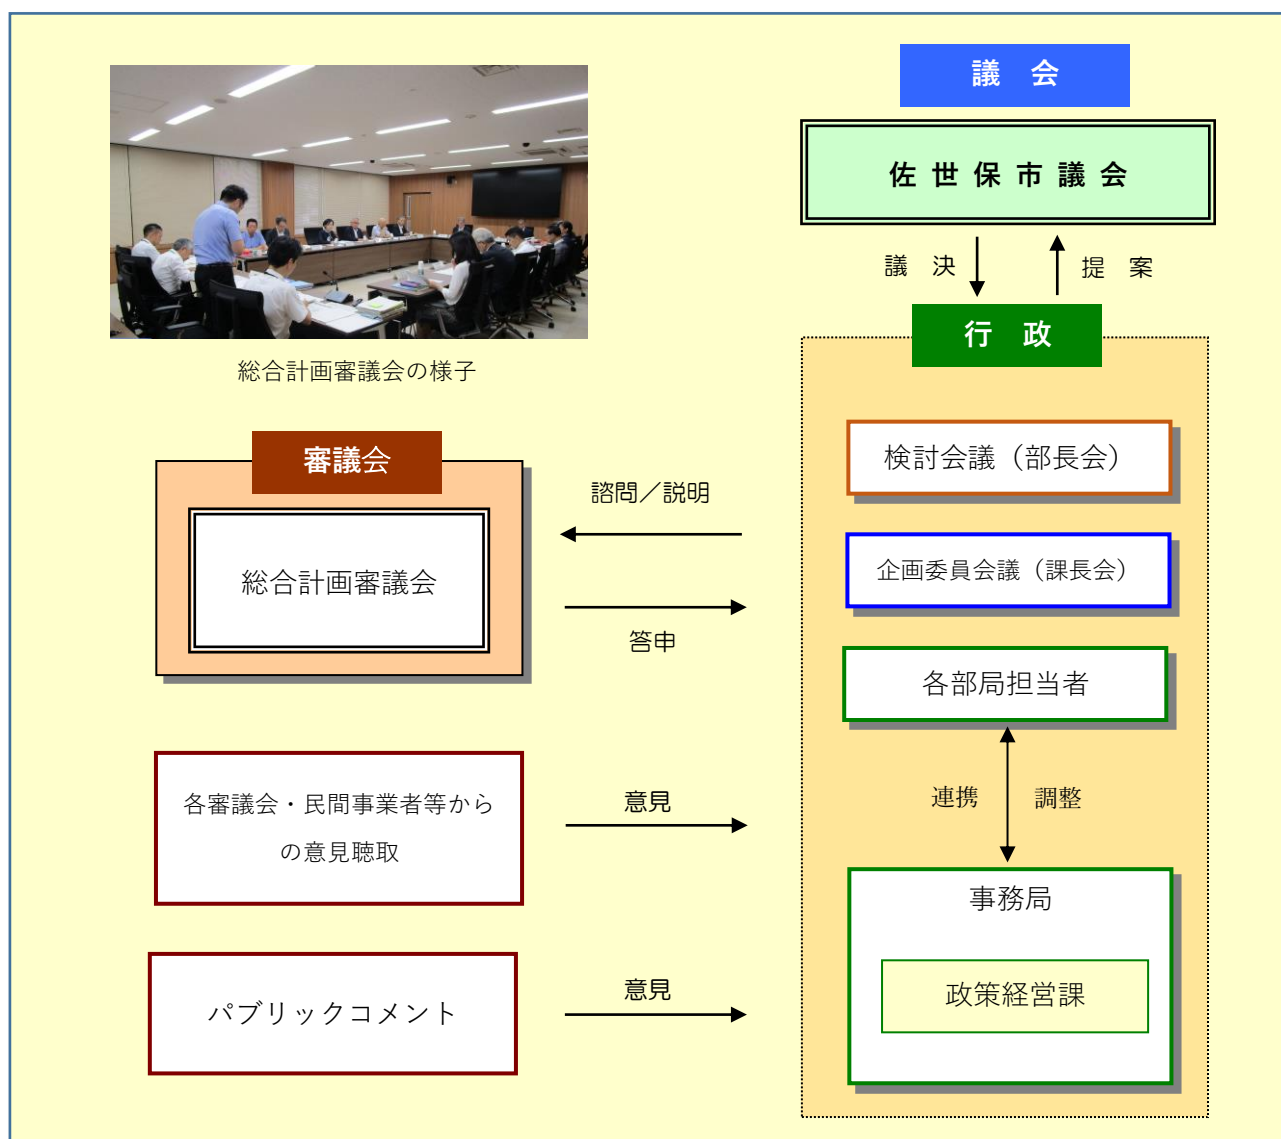 議 会
佐世保市議会
議 決
提 案
行 政
総合計画審議会の様子
審議会
総合計画審議会
諮問／説明
答申
検討会議（部長会）
企画委員会議（課長会）
各部局担当者
連携
調整
各審議会・民間事業者等から
の意見聴取
意見
事務局
政策経営課
パブリックコメント
意見